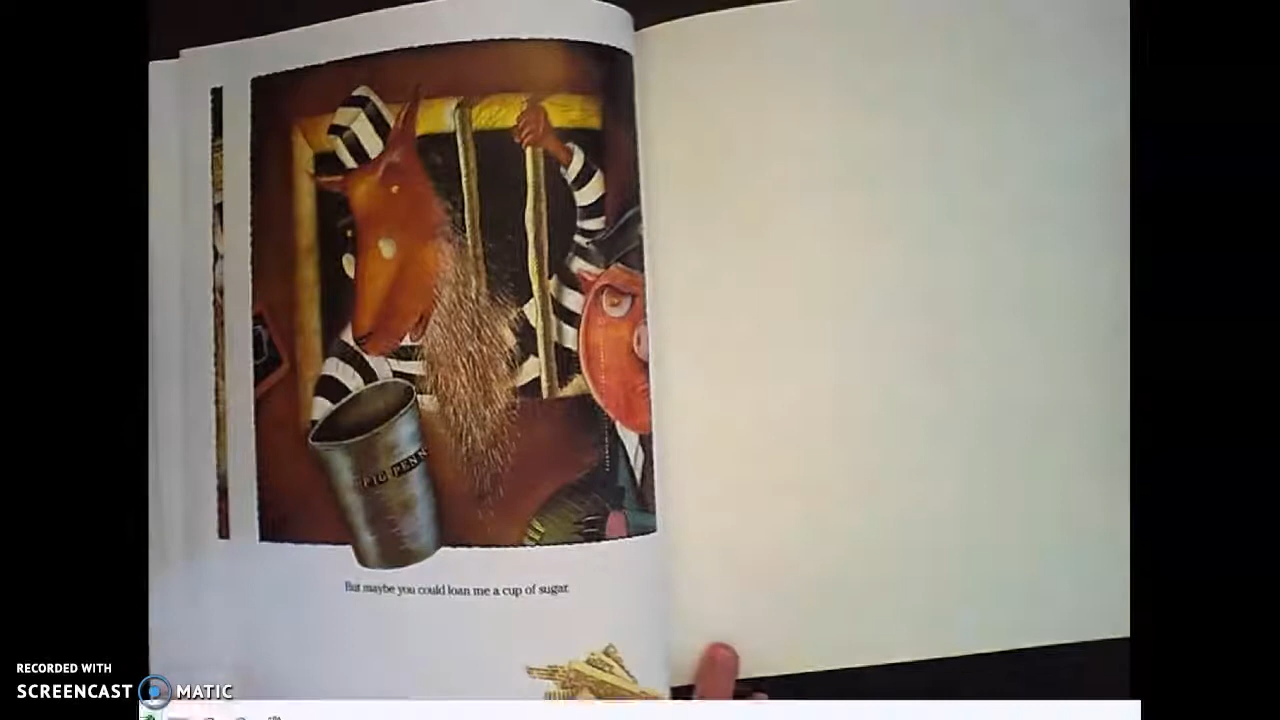 PIG PENN
But maybe you could loan me a cup of sugar.
RECORDED WITH
SCREENCAST MATIC